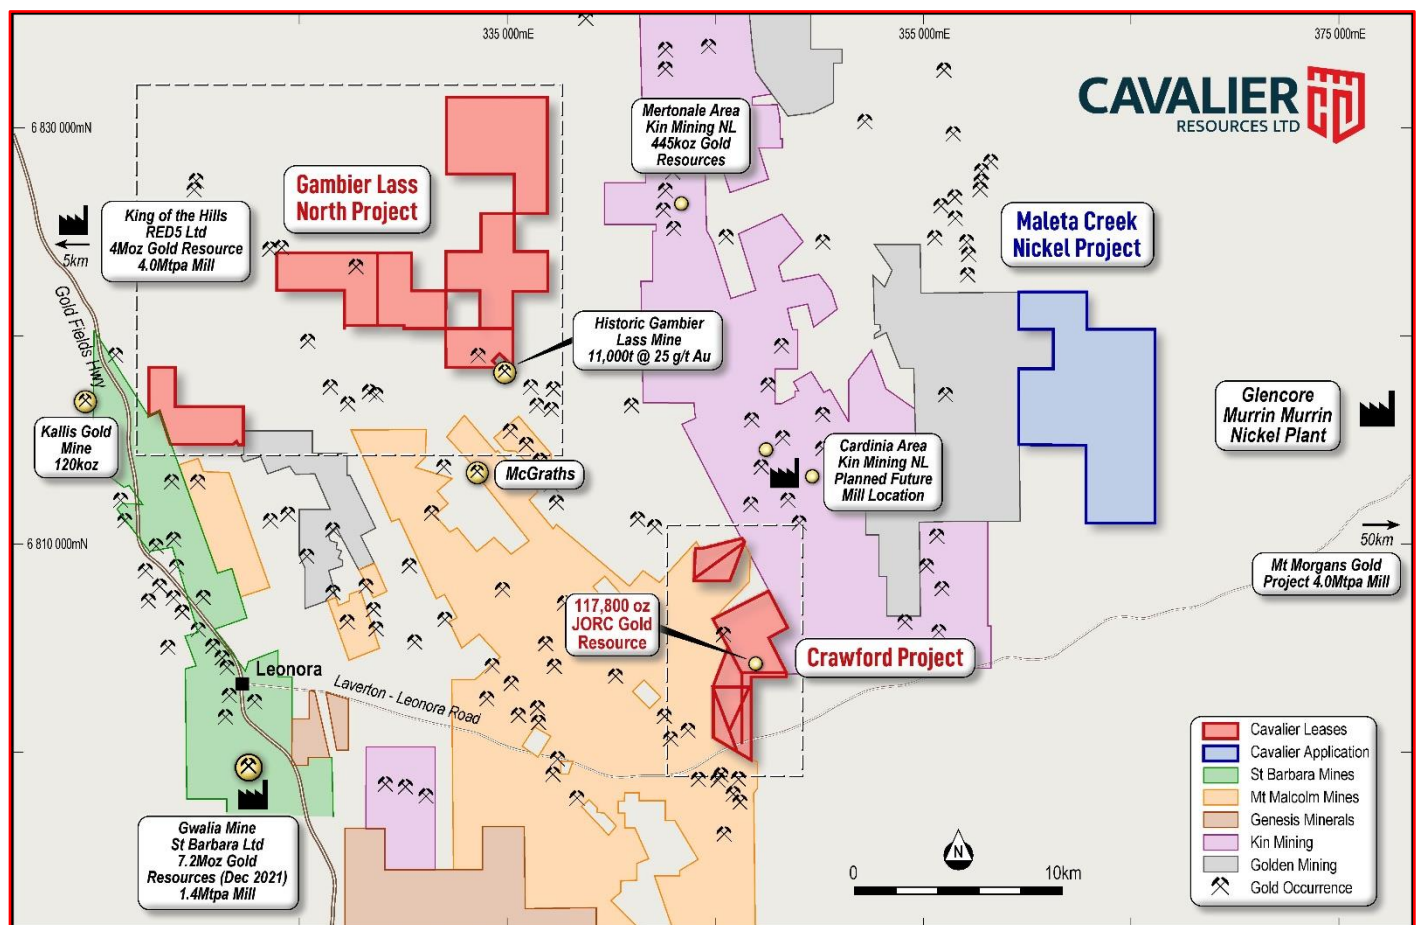 335 000mE
355 000mE
375 000mE
CAVALIER
RESOURCES LTD
6 830 000mN
Mertonale Area
Kin Mining NL
445koz Gold
Resources
Gambier Lass
North Project
King of the Hills
RED5 Ltd
4Moz Gold Resource
4.0Mtpa Mill
5km
Maleta Creek
Nickel Project
Gold Fields Hwy
Historic Gambier
Lass Mine
11,000t @ 25 g/t Au
Glencore
Murrin Murrin
Nickel Plant
Kallis Gold
Mine
120koz
McGraths
Cardinia Area
Kin Mining NL
Planned Future
Mill Location
6 810 000mN
50km
Mt Morgans Gold
Project 4.0Mtpa Mill
117,800 oz
JORC Gold
Resource
Crawford Project
Leonora
Laverton - Leonora Road
Gwalia Mine
St Barbara Ltd
7.2Moz Gold
Resources (Dec 2021)
1.4Mtpa Mill
N
0
10km
Cavalier Leases
Cavalier Application
St Barbara Mines
Mt Malcolm Mines
Genesis Minerals
Kin Mining
Golden Mining
Gold Occurrence